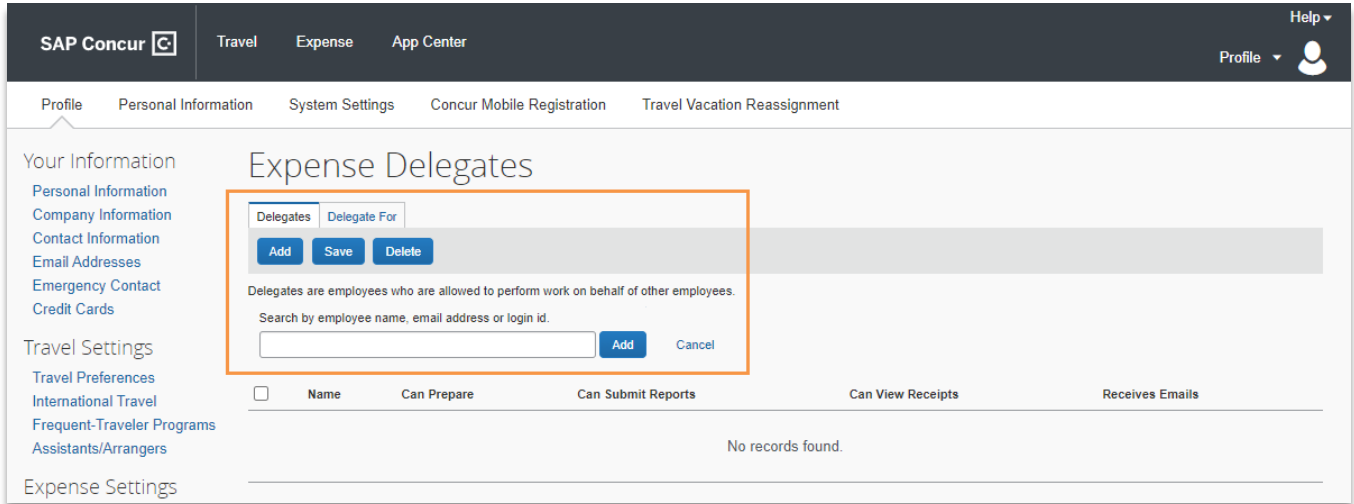 Help
SAP Concur C.
Travel Expense App Center
Profile
Profile Personal Information System Settings Concur Mobile Registration Travel Vacation Reassignment
Your Information
Personal Information
Company Information
Contact Information
Email Addresses
Emergency Contact
Credit Cards
Travel Settings
Travel Preferences
International Travel
Frequent-Traveler Programs
Assistants/Arrangers
Expense Settings
Expense Delegates
Delegates Delegate For
Add Save Delete
Delegates are employees who are allowed to perform work on behalf of other employees.
Search by employee name, email address or login id.
Add Cancel
Name Can Prepare Can Submit Reports Can View Receipts Receives Emails
No records found.